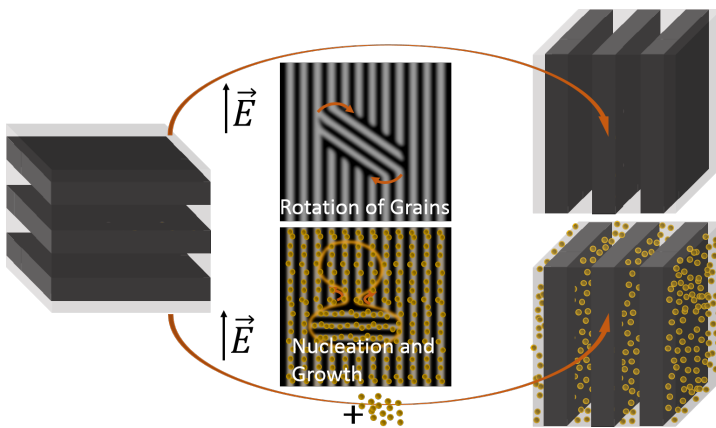 E
Rotation of Grains
E
Nucleation and
Growth
+